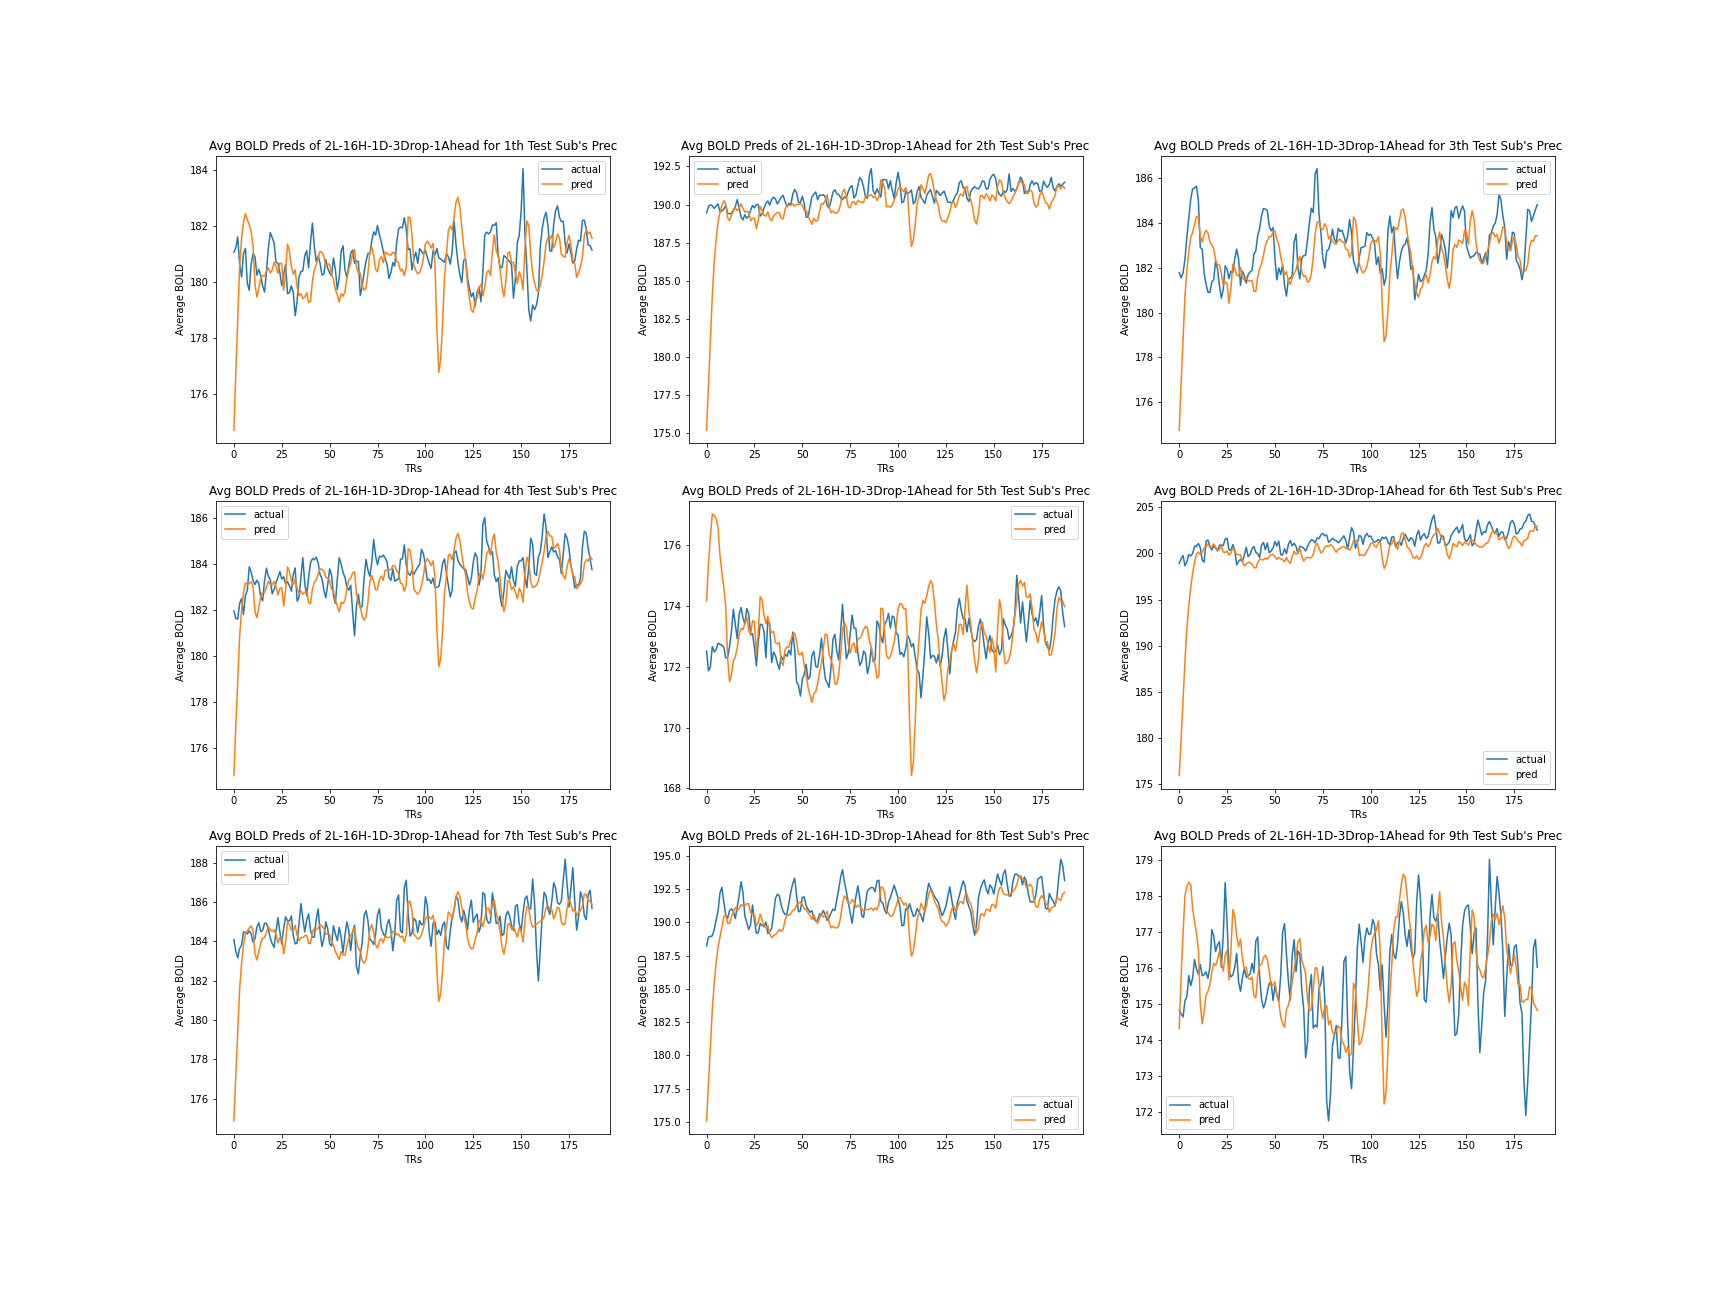 Avg BOLD Preds of 2L-16H-1D-3Drop-1Ahead for 1th Test Sub's Prec
184
182
180
178
176
Average BOLD
0 25 50 75 100 125 150 175
TRs
actual
pred
Avg BOLD Preds of 2L-16H-1D-3Drop-1Ahead for 2th Test Sub's Prec
192.5
190.0
187.5
185.0
182.5
180.0
177.5
175.0
Average BOLD
0 25 50 75 100 125 150 175
TRs
actual
pred
Avg BOLD Preds of 2L-16H-1D-3Drop-1Ahead for 3th Test Sub's Prec
186
184
182
180
178
176
Average BOLD
0 25 50 75 100 125 150 175
TRs
actual
pred
Avg BOLD Preds of 2L-16H-1D-3Drop-1Ahead for 4th Test Sub's Prec
186
184
182
180
178
176
Average BOLD
0 25 50 75 100 125 150 175
TRs
actual
pred
Avg BOLD Preds of 2L-16H-1D-3Drop-1Ahead for 5th Test Sub's Prec
176
174
172
170
168
Average BOLD
0 25 50 75 100 125 150 175
TRs
actual
pred
Avg BOLD Preds of 2L-16H-1D-3Drop-1Ahead for 6th Test Sub's Prec
205
200
195
190
185
180
175
Average BOLD
0 25 50 75 100 125 150 175
TRs
actual
pred
Avg BOLD Preds of 2L-16H-1D-3Drop-1Ahead for 7th Test Sub's Prec
188
186
184
182
180
178
176
Average BOLD
0 25 50 75 100 125 150 175
TRs
actual
pred
Avg BOLD Preds of 2L-16H-1D-3Drop-1Ahead for 8th Test Sub's Prec
195.0
192.5
190.0
187.5
185.0
182.5
180.0
177.5
175.0
Average BOLD
0 25 50 75 100 125 150 175
TRs
actual
pred
Avg BOLD Preds of 2L-16H-1D-3Drop-1Ahead for 9th Test Sub's Prec
179
178
177
176
175
174
173
172
Average BOLD
0 25 50 75 100 125 150 175
TRs
actual
pred